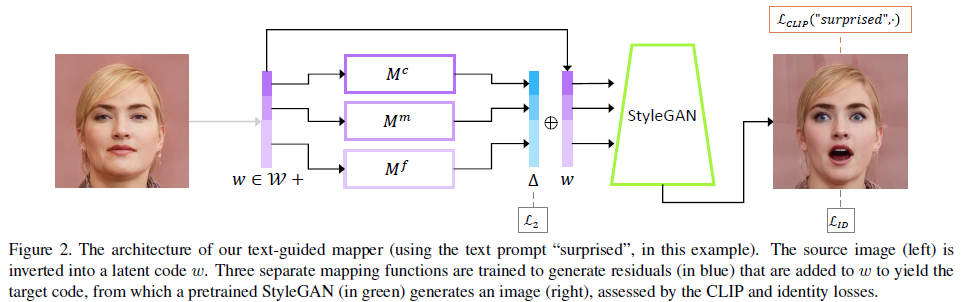 ℒ_CLIP("surprised",·)
M^c
M^m
StyleGAN
M^f
w ∈ 𝒲 +
Δ
w
ℒ_2
ℒ_ID
Figure 2. The architecture of our text-guided mapper (using the text prompt “surprised”, in this example). The source image (left) is
inverted into a latent code w. Three separate mapping functions are trained to generate residuals (in blue) that are added to w to yield the
target code, from which a pretrained StyleGAN (in green) generates an image (right), assessed by the CLIP and identity losses.